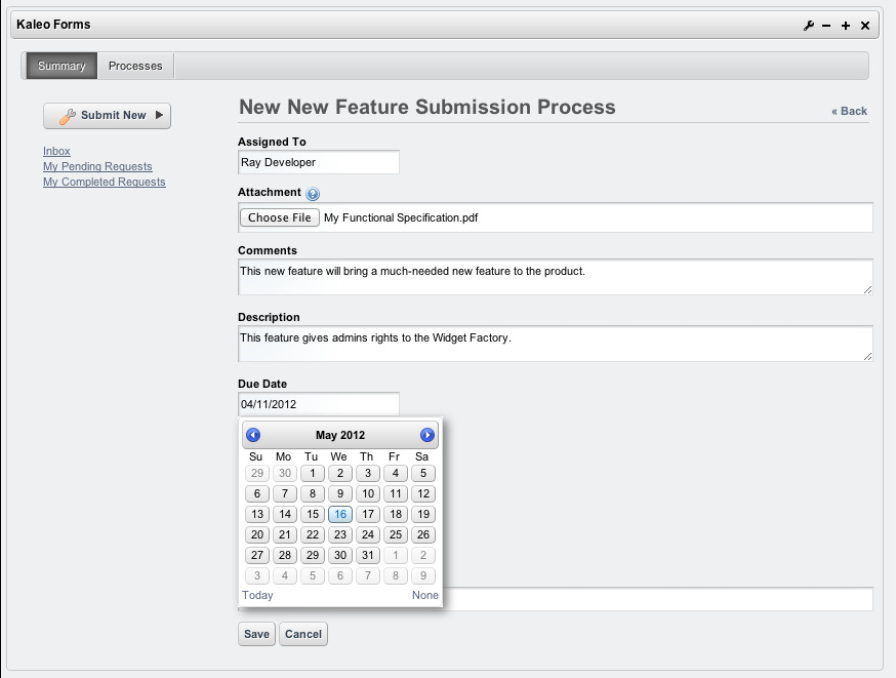 Kaleo Forms
Summary Processes
Submit New
Inbox
My Pending Requests
My Completed Requests
New New Feature Submission Process
« Back
Assigned To
Ray Developer
Attachment
Choose File My Functional Specification.pdf
Comments
This new feature will bring a much-needed new feature to the product.
Description
This feature gives admins rights to the Widget Factory.
Due Date
04/11/2012
May 2012
Su Mo Tu We Th Fr Sa
29 30 1 2 3 4 5
6 7 8 9 10 11 12
13 14 15 16 17 18 19
20 21 22 23 24 25 26
27 28 29 30 31 1 2
3 4 5 6 7 8 9
Today None
Save Cancel